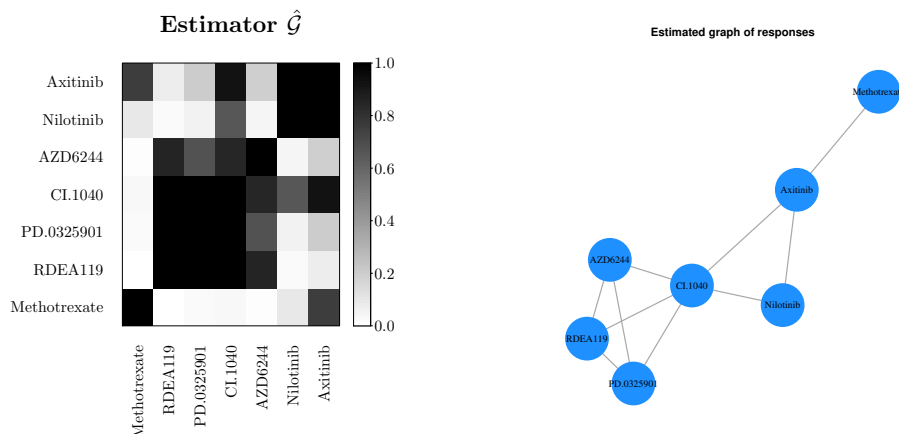 Estimator Ĝ
Axitinib
Nilotinib
AZD6244
CI.1040
PD.0325901
RDEA119
Methotrexate
1.0
0.8
0.6
0.4
0.2
0.0
Methotrexate
RDEA119
PD.0325901
CI.1040
AZD6244
Nilotinib
Axitinib
Estimated graph of responses
Methotrexate
Axitinib
AZD6244
CI.1040
Nilotinib
RDEA119
PD.0325901